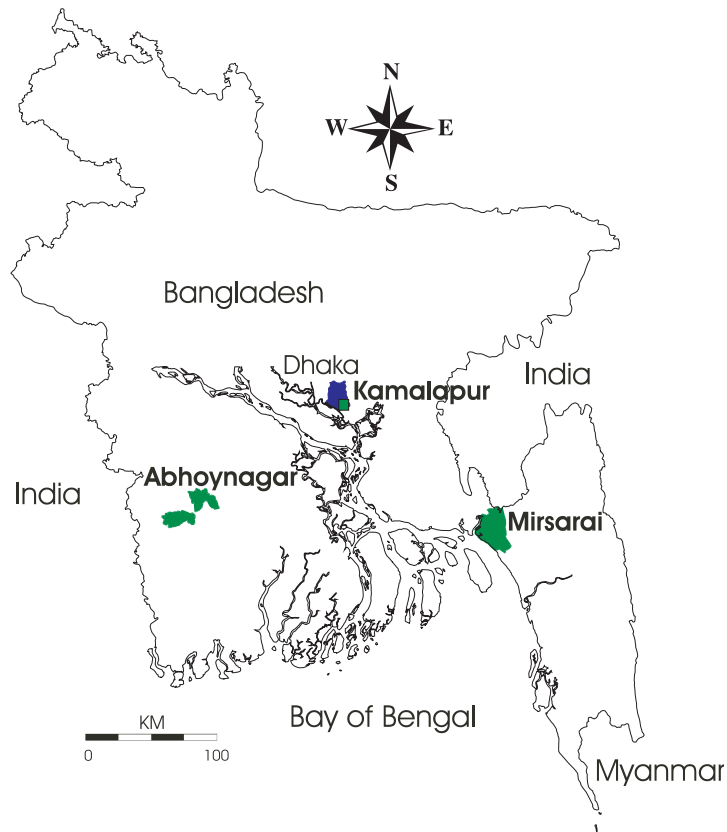 N
W E
S
Bangladesh
Dhaka
Kamalapur
India
Abhoynagar
India
Mirsarai
Bay of Bengal
KM
0 100
Myanmar